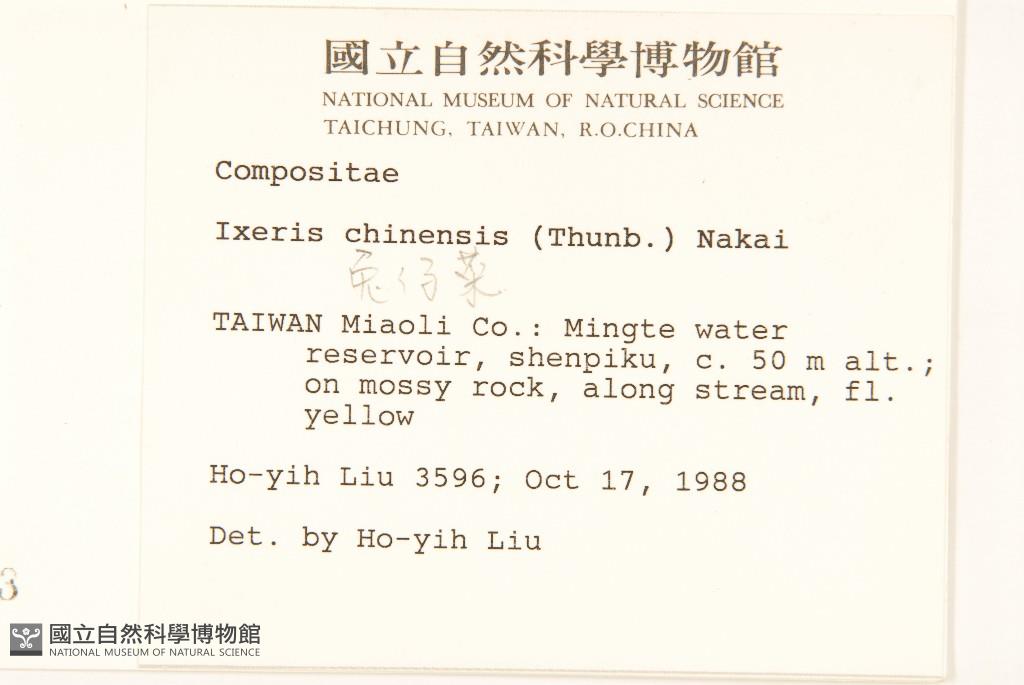 國立自然科學博物館
NATIONAL MUSEUM OF NATURAL SCIENCE
TAICHUNG, TAIWAN, R.O.CHINA
Compositae
Ixeris chinensis (Thunb.) Nakai
兔仔菜
TAIWAN Miaoli Co.: Mingte water
reservoir, shenpiku, c. 50 m alt.;
on mossy rock, along stream, fl.
yellow
Ho-yih Liu 3596; Oct 17, 1988
Det. by Ho-yih Liu
3
國立自然科學博物館
NATIONAL MUSEUM OF NATURAL SCIENCE